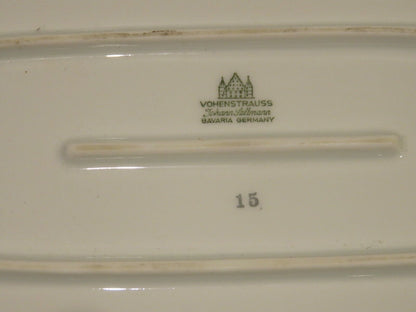 VOHENSTRAUSS
Johann Seltmann
BAVARIA GERMANY
15